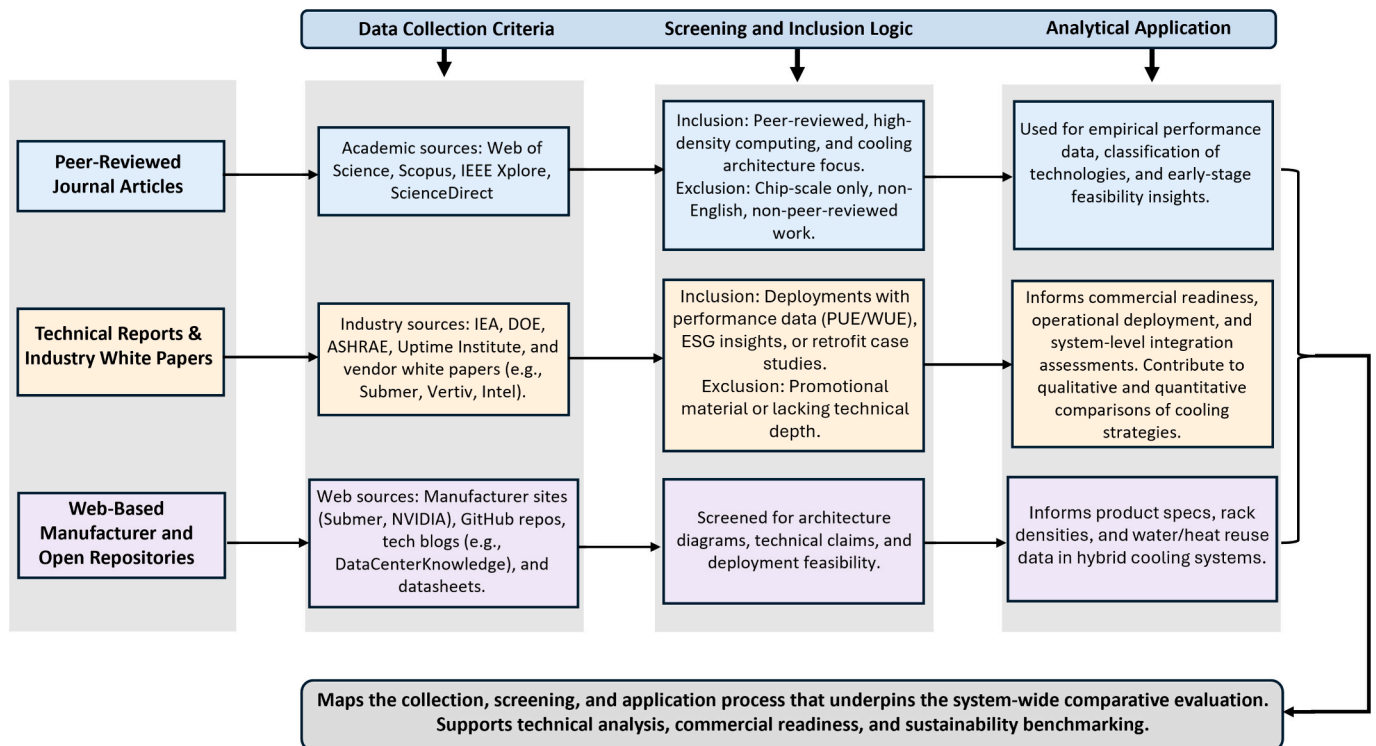 Data Collection Criteria
Screening and Inclusion Logic
Analytical Application
Peer-Reviewed
Journal Articles
Academic sources: Web of
Science, Scopus, IEEE Xplore,
ScienceDirect
Inclusion: Peer-reviewed, high-
density computing, and cooling
architecture focus.
Exclusion: Chip-scale only, non-
English, non-peer-reviewed
work.
Used for empirical performance
data, classification of
technologies, and early-stage
feasibility insights.
Technical Reports &
Industry White Papers
Industry sources: IEA, DOE,
ASHRAE, Uptime Institute, and
vendor white papers (e.g.,
Submer, Vertiv, Intel).
Inclusion: Deployments with
performance data (PUE/WUE),
ESG insights, or retrofit case
studies.
Exclusion: Promotional
material or lacking technical
depth.
Informs commercial readiness,
operational deployment, and
system-level integration
assessments. Contribute to
qualitative and quantitative
comparisons of cooling
strategies.
Web-Based
Manufacturer and
Open Repositories
Web sources: Manufacturer sites
(Submer, NVIDIA), GitHub repos,
tech blogs (e.g.,
DataCenterKnowledge), and
datasheets.
Screened for architecture
diagrams, technical claims, and
deployment feasibility.
Informs product specs, rack
densities, and water/heat reuse
data in hybrid cooling systems.
Maps the collection, screening, and application process that underpins the system-wide comparative evaluation.
Supports technical analysis, commercial readiness, and sustainability benchmarking.